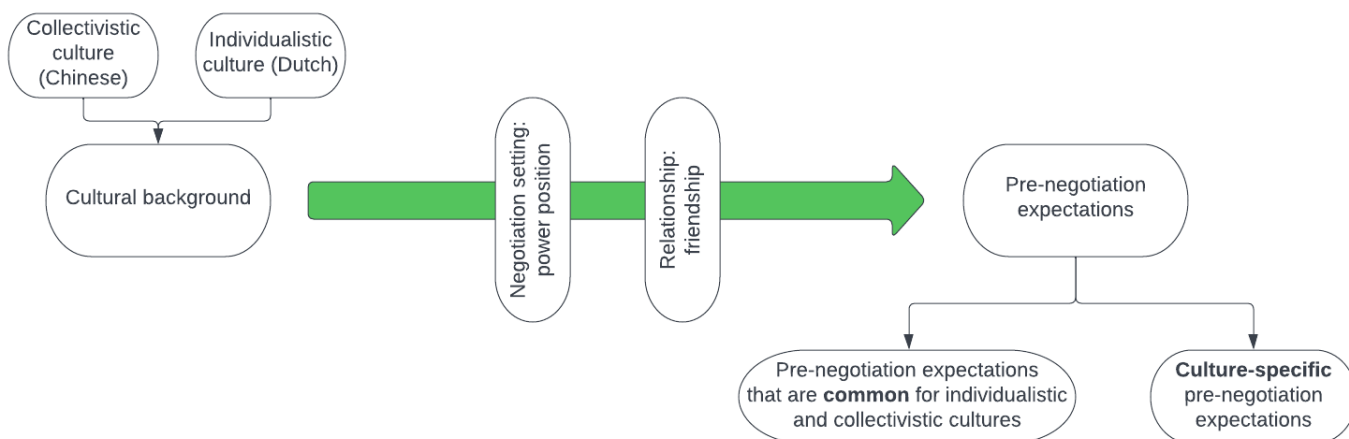 Collectivistic
culture
(Chinese)
Individualistic
culture (Dutch)
Cultural background
Negotiation setting:
power position
Relationship:
friendship
Pre-negotiation
expectations
Pre-negotiation expectations
that are common for individualistic
and collectivistic cultures
Culture-specific
pre-negotiation
expectations